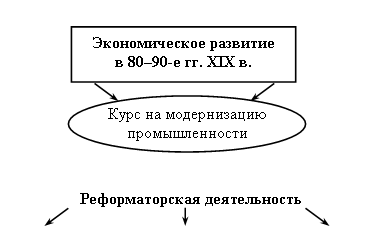 Экономическое развитие
в 80–90-е гг. XIX в.
Курс на модернизацию
промышленности
Реформаторская деятельность